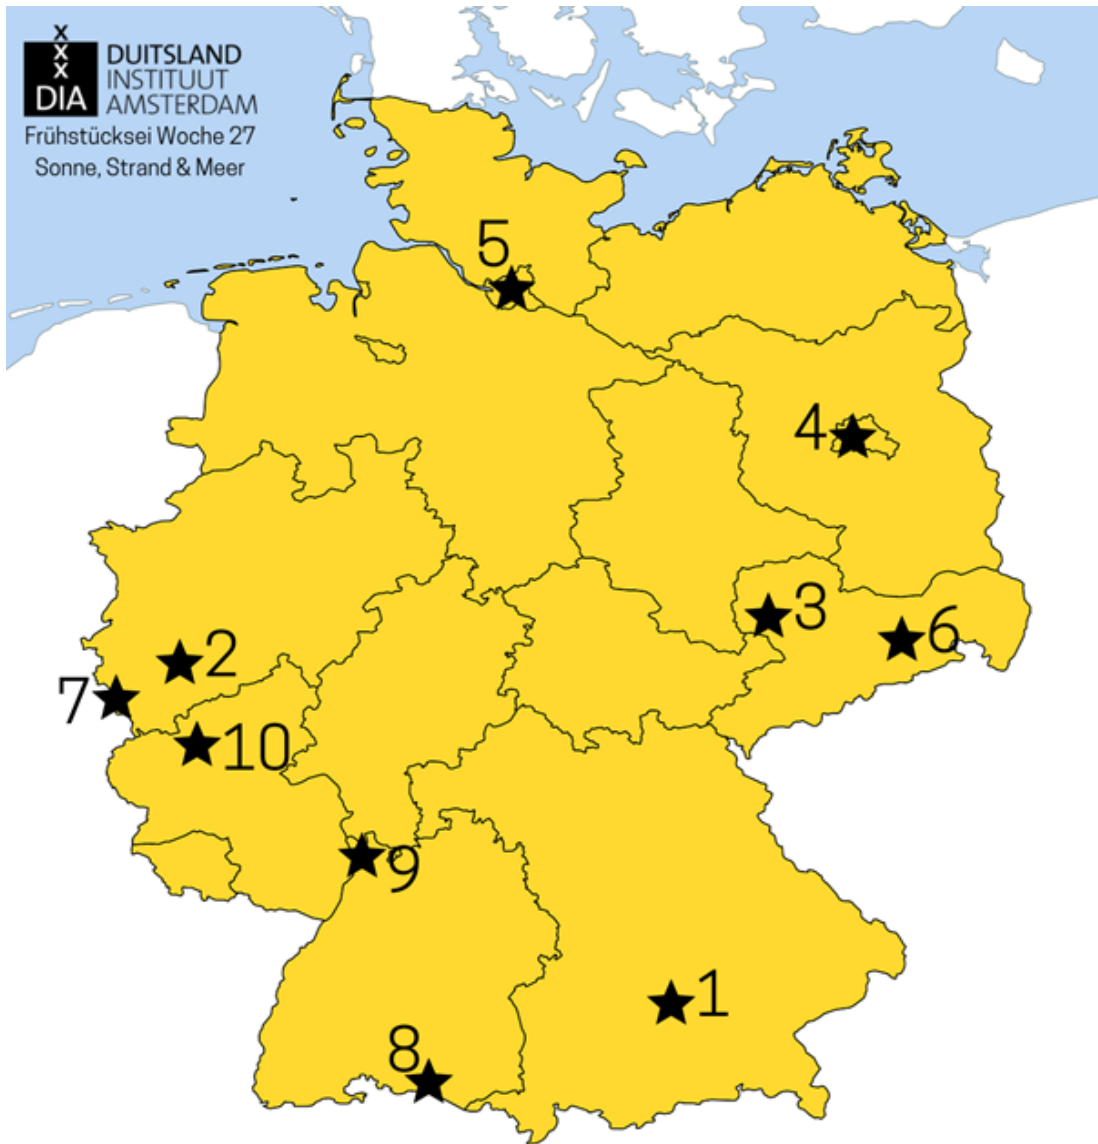 X
X
X
DIA
DUITSLAND
INSTITUUT
AMSTERDAM
Frühstücksei Woche 27
Sonne, Strand & Meer
5
4
3
6
2
7
10
9
1
8